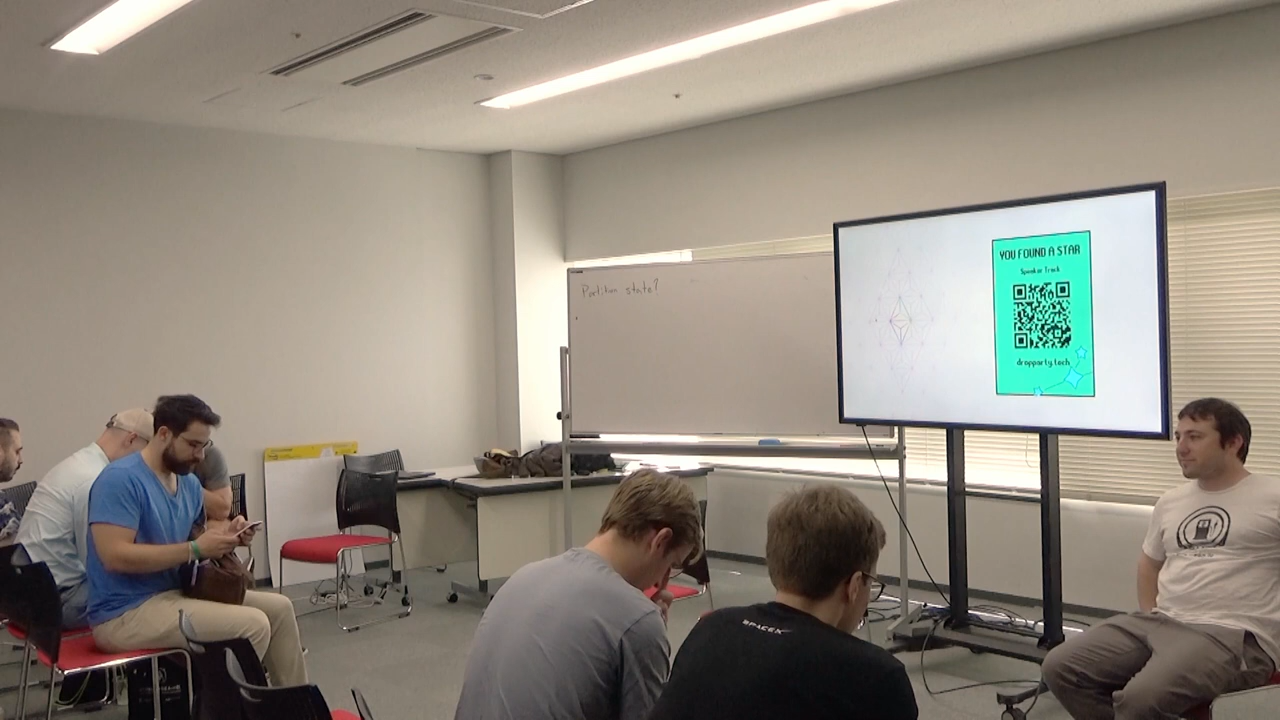 Partition state?
YOU FOUND A STAR
Speaker Track
dropparty.tech
SPACEX